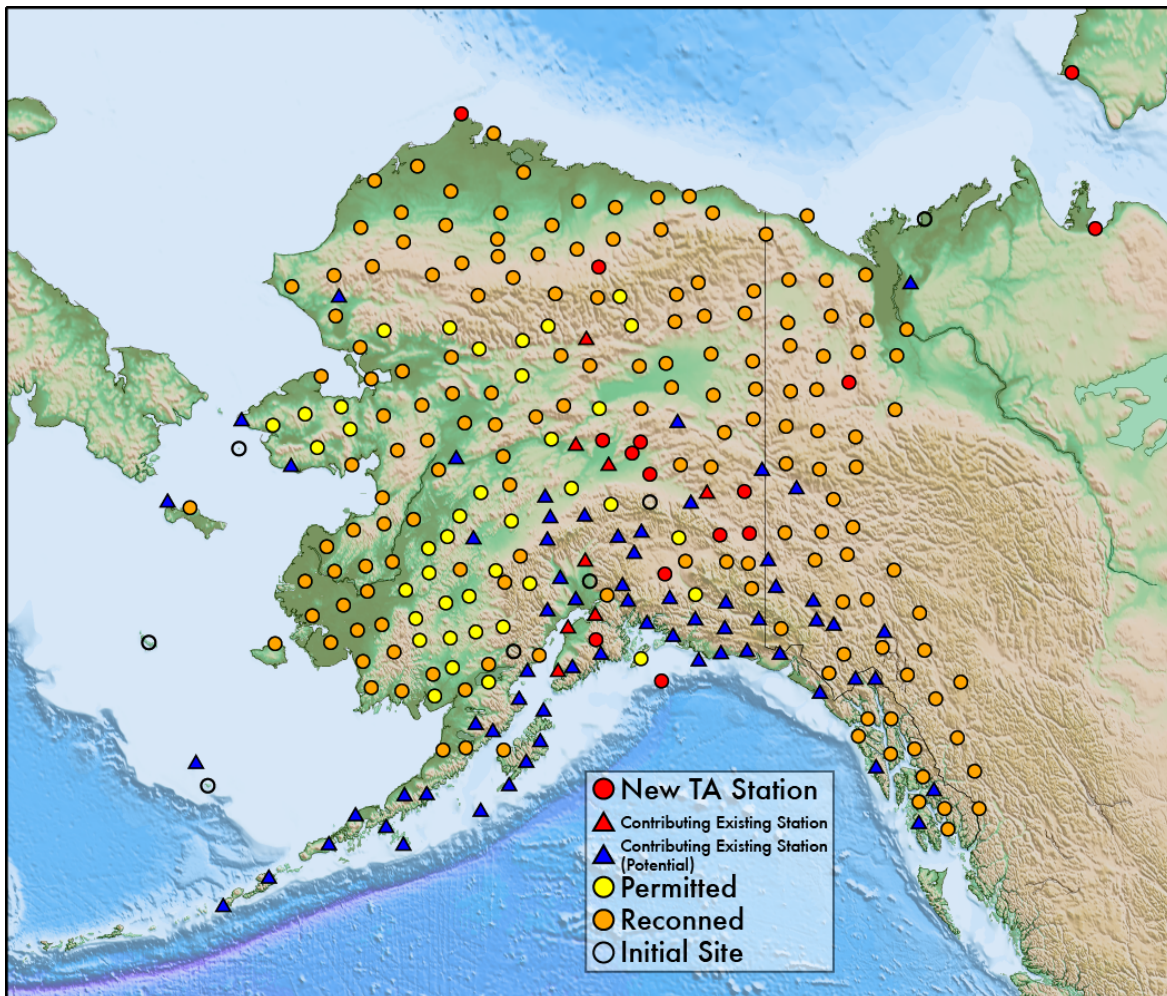 New TA Station
Contributing Existing Station
Contributing Existing Station
(Potential)
Permitted
Reconned
Initial Site